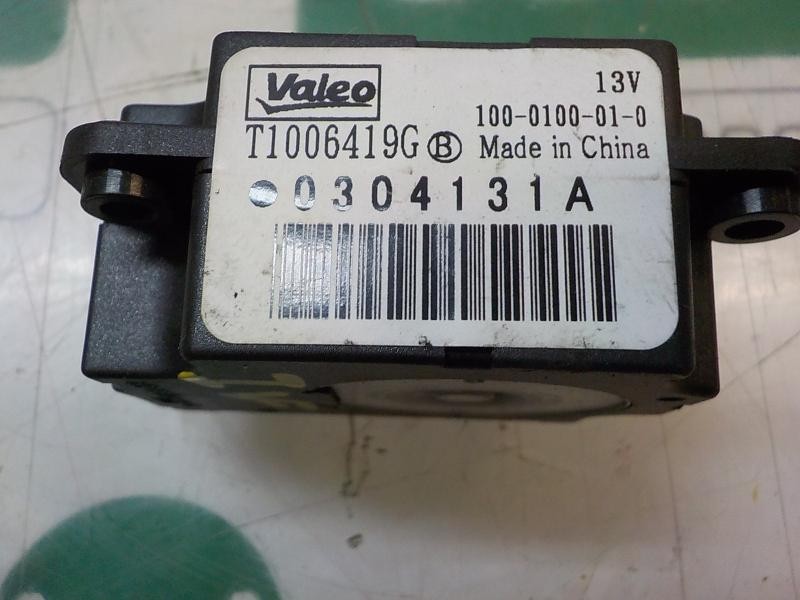 Valeo
13V
100-0100-01-0
T1006419G Ⓑ Made in China
0304131A